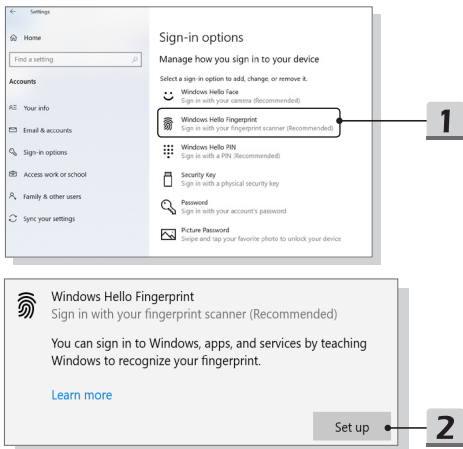 Settings
Home
Find a setting
Accounts
Your info
Email & accounts
Sign-in options
Access work or school
Family & other users
Sync your settings
Sign-in options
Manage how you sign in to your device
Select a sign-in option to add, change, or remove it.
Windows Hello Face
Sign in with your camera (Recommended)
Windows Hello Fingerprint
Sign in with your fingerprint scanner (Recommended)
Windows Hello PIN
Sign in with a PIN (Recommended)
Security Key
Sign in with a physical security key
Password
Sign in with your account's password
Picture Password
Swipe and tap your favorite photo to unlock your device
1
Windows Hello Fingerprint
Sign in with your fingerprint scanner (Recommended)
You can sign in to Windows, apps, and services by teaching
Windows to recognize your fingerprint.
Learn more
Set up
2